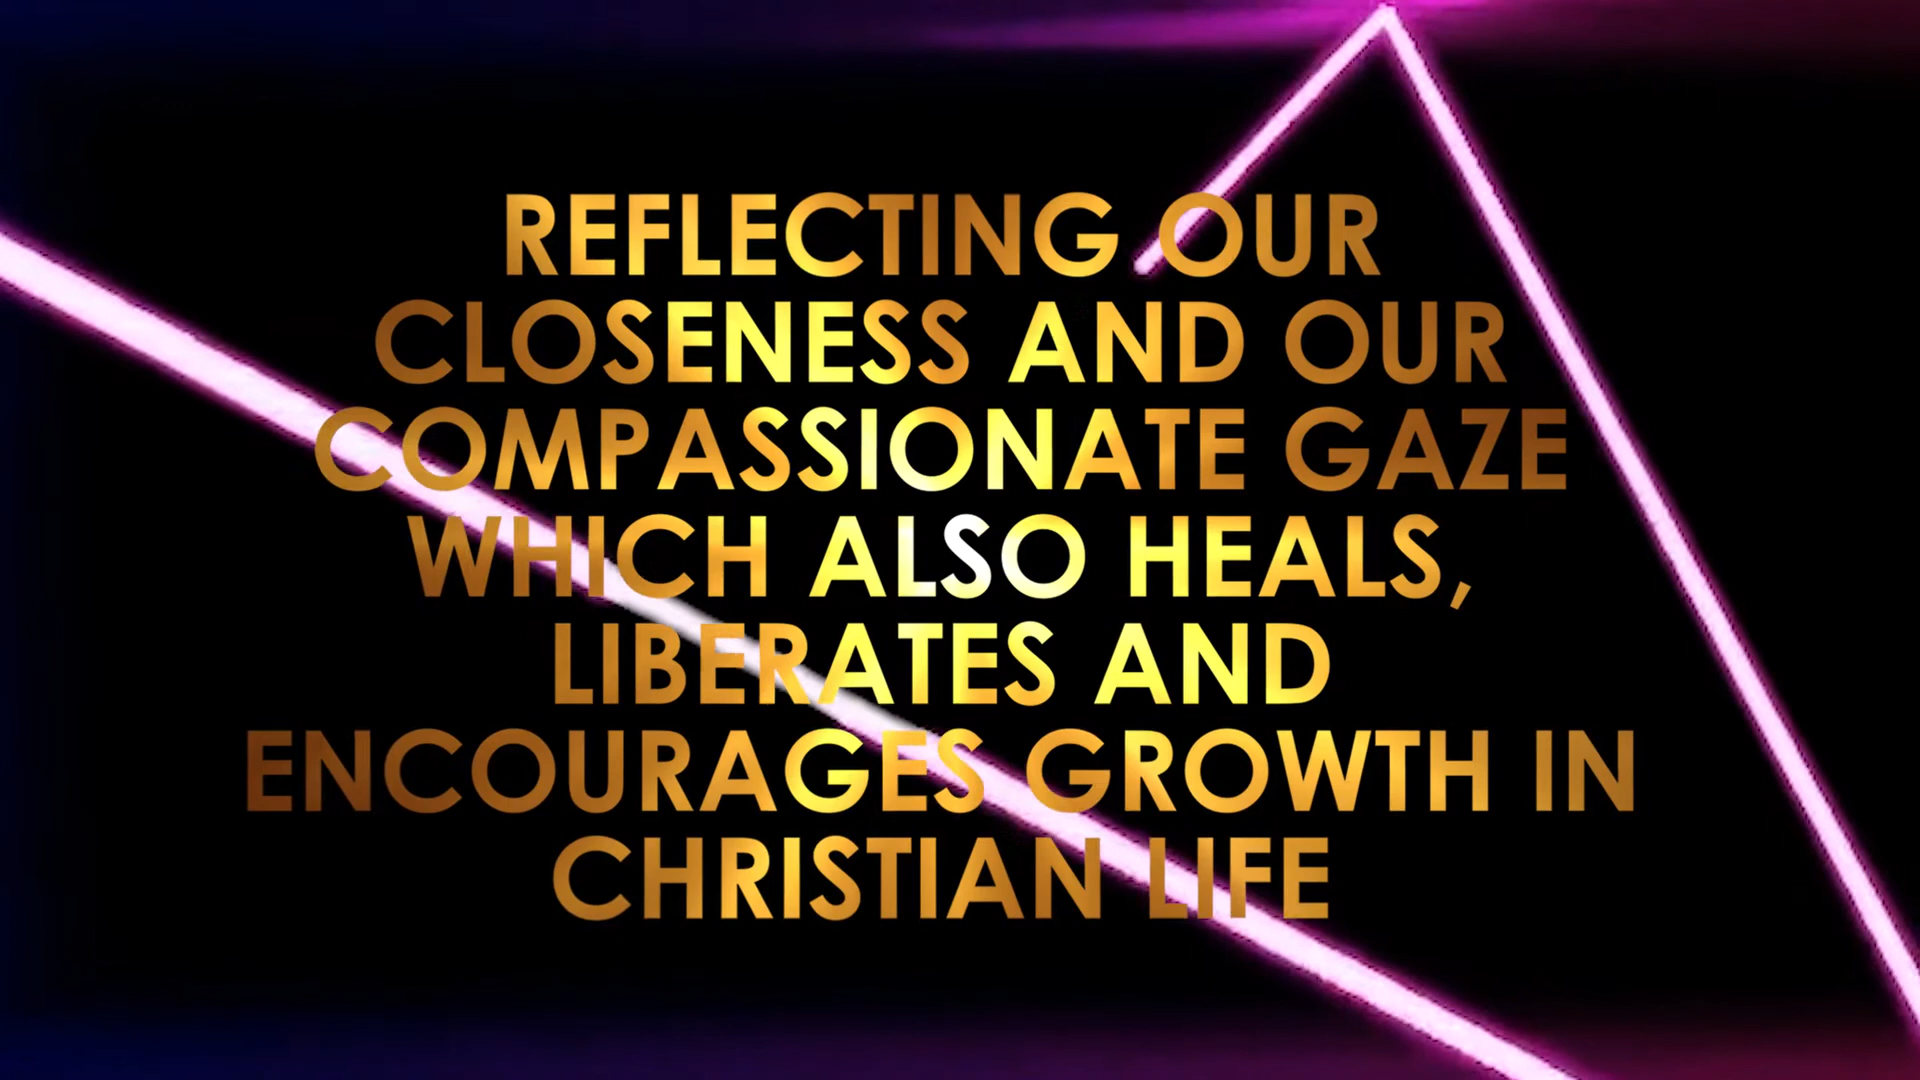 REFLECTING OUR
CLOSENESS AND OUR
COMPASSIONATE GAZE
WHICH ALSO HEALS,
LIBERATES AND
ENCOURAGES GROWTH IN
CHRISTIAN LIFE